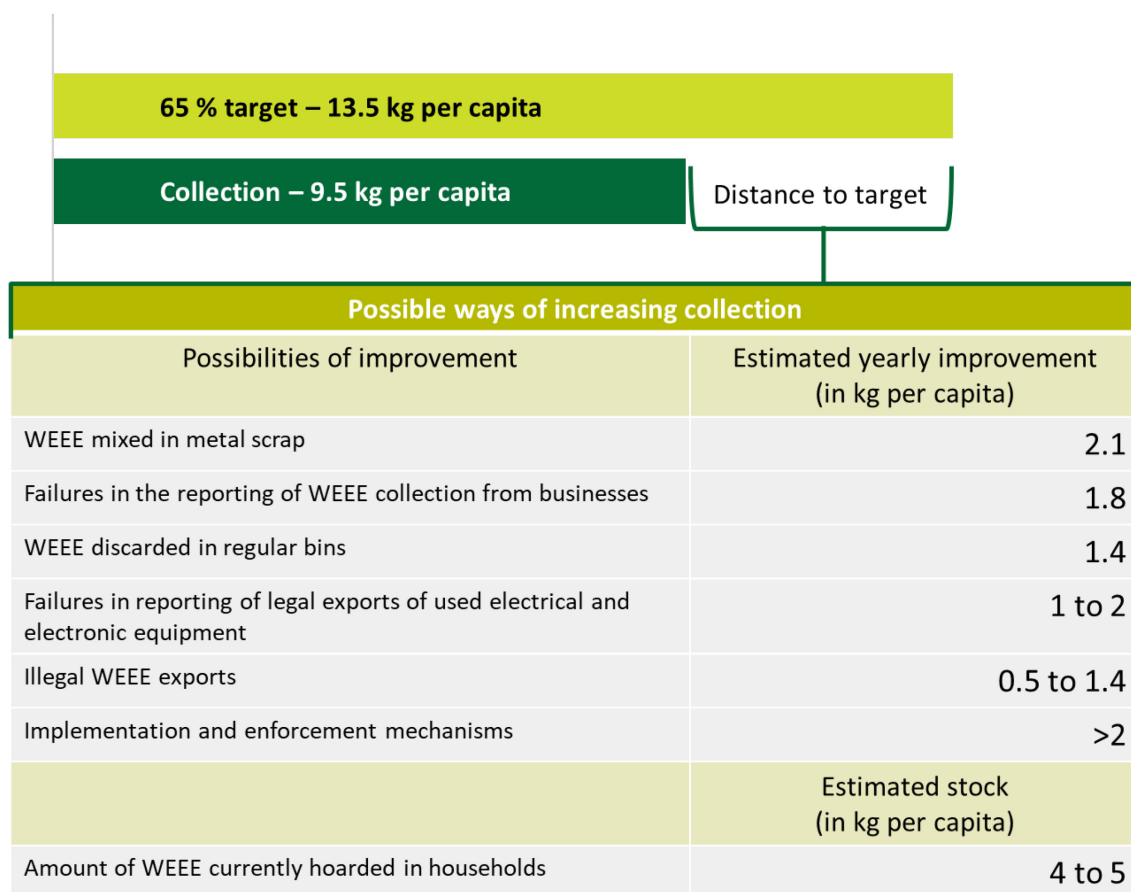 65 % target – 13.5 kg per capita
Collection – 9.5 kg per capita
Distance to target
Possible ways of increasing collection
Possibilities of improvement
Estimated yearly improvement
(in kg per capita)
WEEE mixed in metal scrap
2.1
Failures in the reporting of WEEE collection from businesses
1.8
WEEE discarded in regular bins
1.4
Failures in reporting of legal exports of used electrical and
electronic equipment
1 to 2
Illegal WEEE exports
0.5 to 1.4
Implementation and enforcement mechanisms
>2
Estimated stock
(in kg per capita)
Amount of WEEE currently hoarded in households
4 to 5